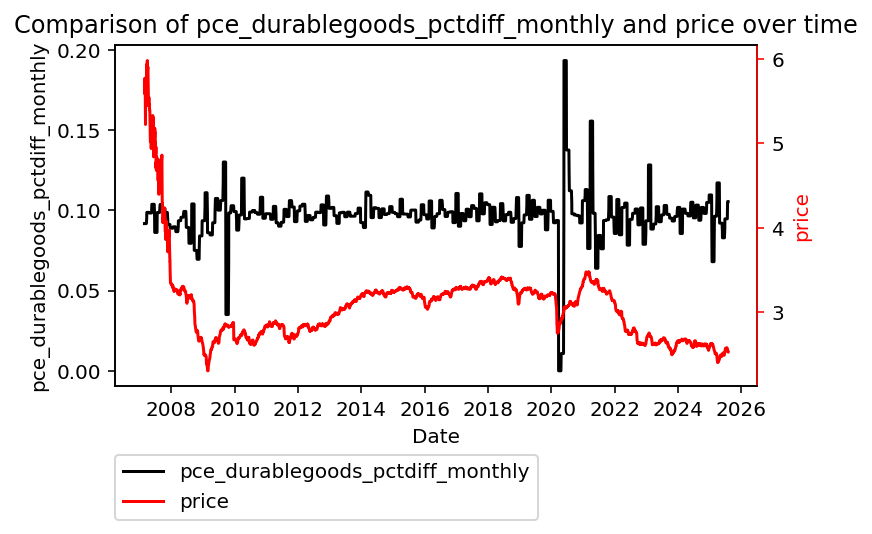 Comparison of pce_durablegoods_pctdiff_monthly and price over time
pce_durablegoods_pctdiff_monthly
0.20
0.15
0.10
0.05
0.00
6
5
4
3
price
2008 2010 2012 2014 2016 2018 2020 2022 2024 2026
Date
pce_durablegoods_pctdiff_monthly
price